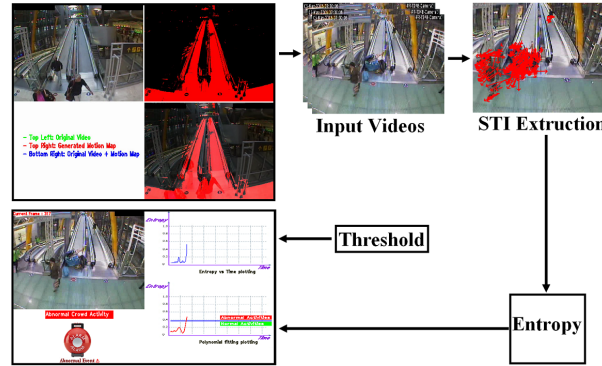 Input Videos
STI Extraction
- Top Left: Original Video
- Top Right: Generated Motion Map
- Bottom Right: Original Video + Motion Map
Threshold
Entropy
Entropy
Time
Entropy vs Time plotting
Abnormal Crowd Activity
Entropy
Abnormal Activities
Normal Activities
Time
Polynomial fitting plotting
Abnormal Event